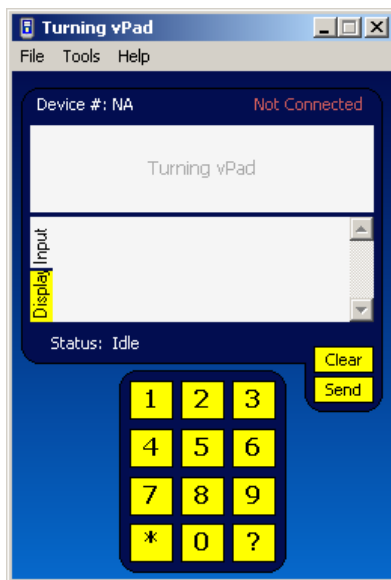 Turning vPad
File Tools Help
Device #: NA Not Connected
Turning vPad
Input
Display
Status: Idle
Clear
Send
1 2 3
4 5 6
7 8 9
* 0 ?